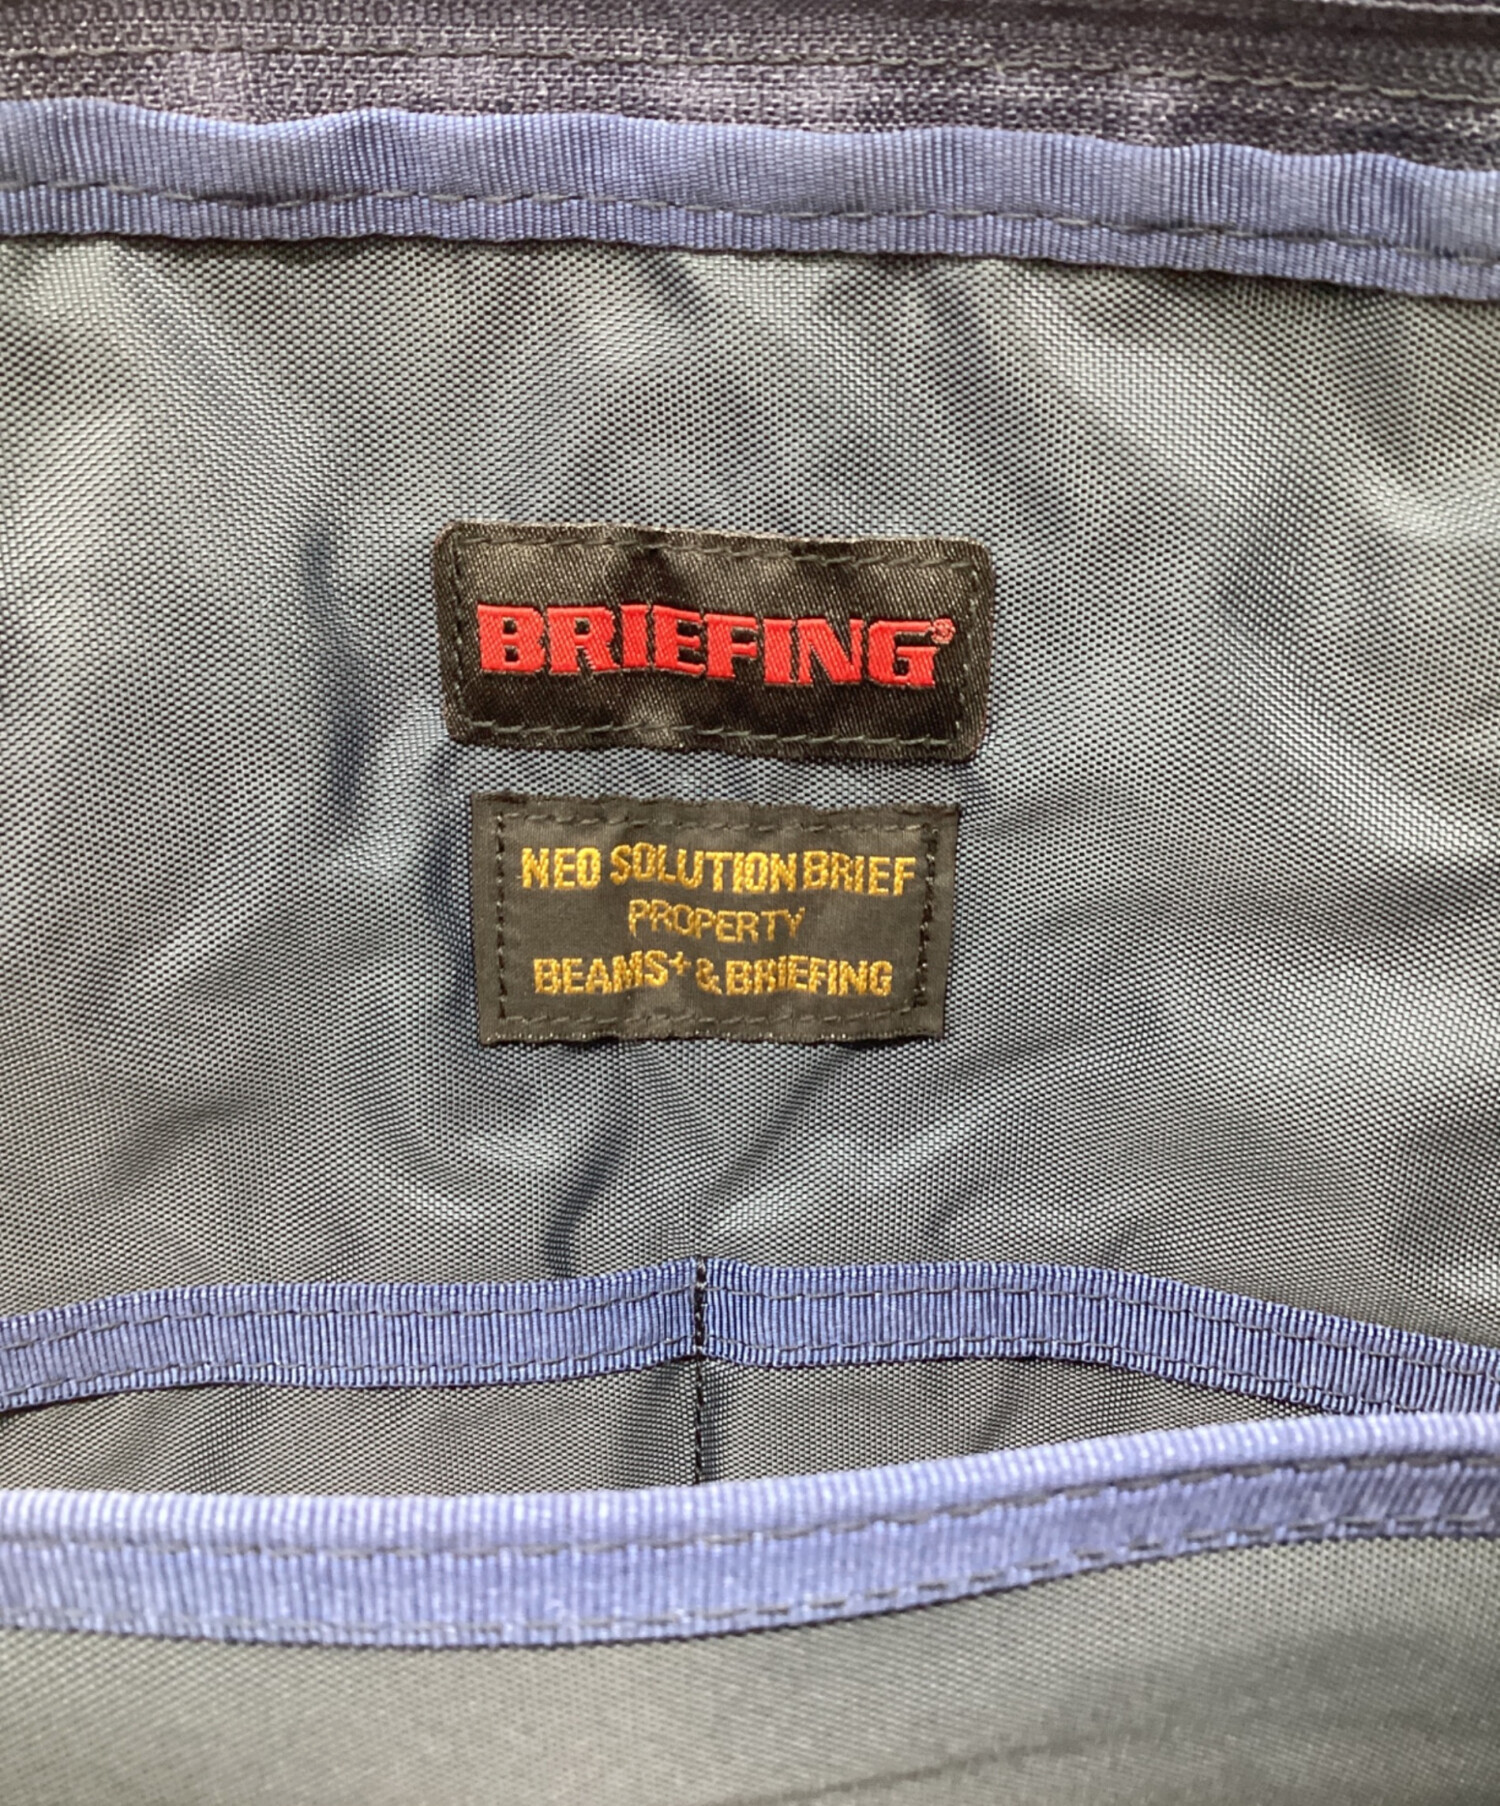 BRIEFING®
NEO SOLUTION BRIEF
PROPERTY
BEAMS+ & BRIEFING